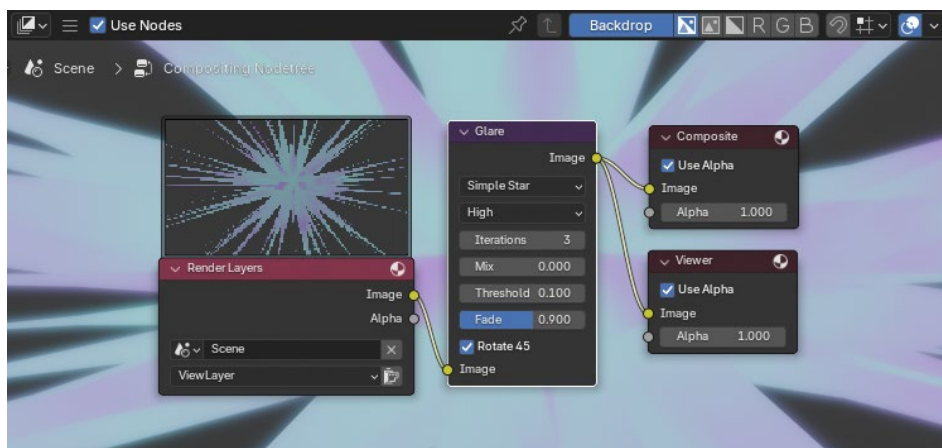 Use Nodes
Backdrop
R G B
Scene > Compositing Nodetree
Render Layers
Image
Alpha
Scene
ViewLayer
Glare
Image
Simple Star
High
Iterations 3
Mix 0.000
Threshold 0.100
Fade 0.900
Rotate 45
Image
Composite
Use Alpha
Image
Alpha 1.000
Viewer
Use Alpha
Image
Alpha 1.000